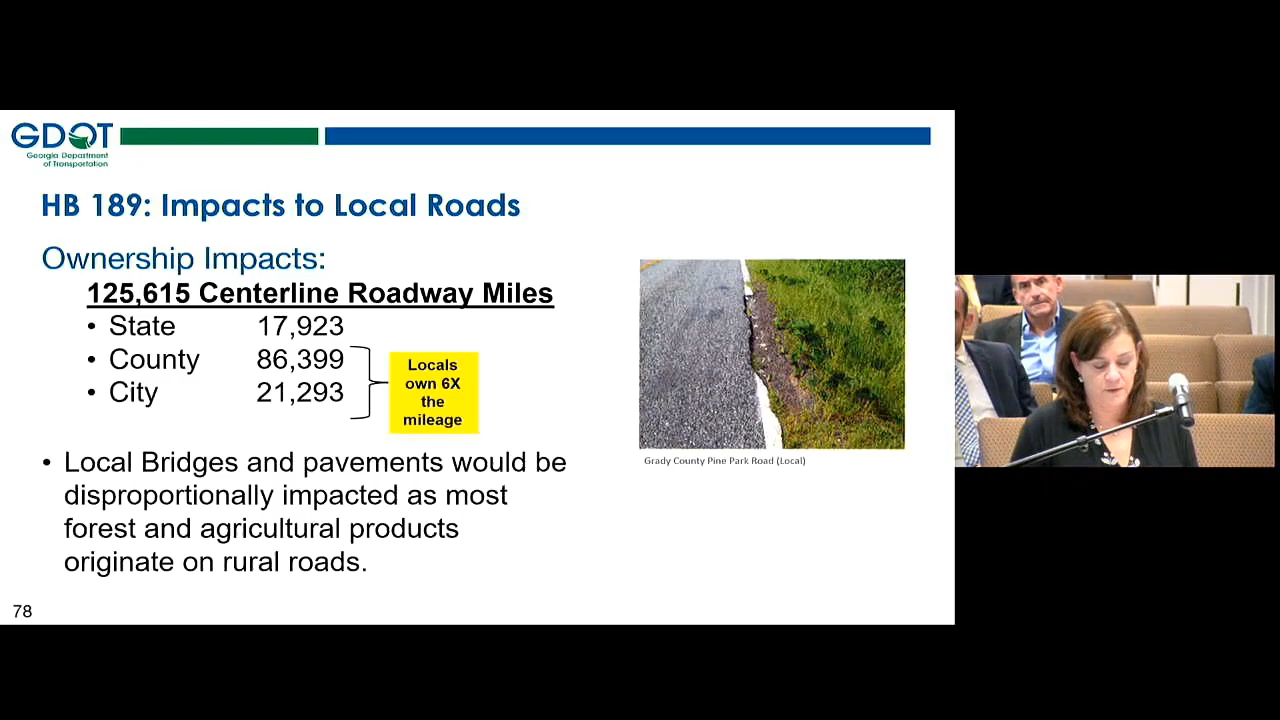 GDOT
Georgia Department
of Transportation
HB 189: Impacts to Local Roads
Ownership Impacts:
125,615 Centerline Roadway Miles
• State 17,923
• County 86,399
• City 21,293
Locals
own 6X
the
mileage
• Local Bridges and pavements would be
disproportionally impacted as most
forest and agricultural products
originate on rural roads.
Grady County Pine Park Road (Local)
78